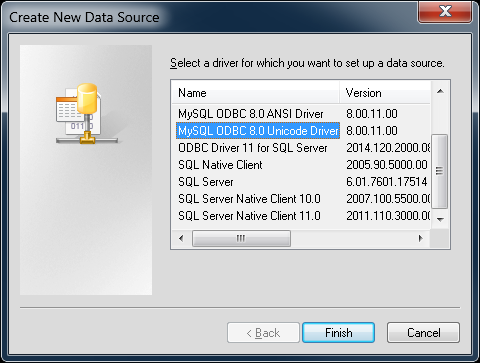 Create New Data Source
Select a driver for which you want to set up a data source.
Name Version
MySQL ODBC 8.0 ANSI Driver 8.00.11.00
MySQL ODBC 8.0 Unicode Driver 8.00.11.00
ODBC Driver 11 for SQL Server 2014.120.2000.08
SQL Native Client 2005.90.5000.00
SQL Server 6.01.7601.17514
SQL Server Native Client 10.0 2007.100.5500.00
SQL Server Native Client 11.0 2011.110.3000.00
< Back Finish Cancel